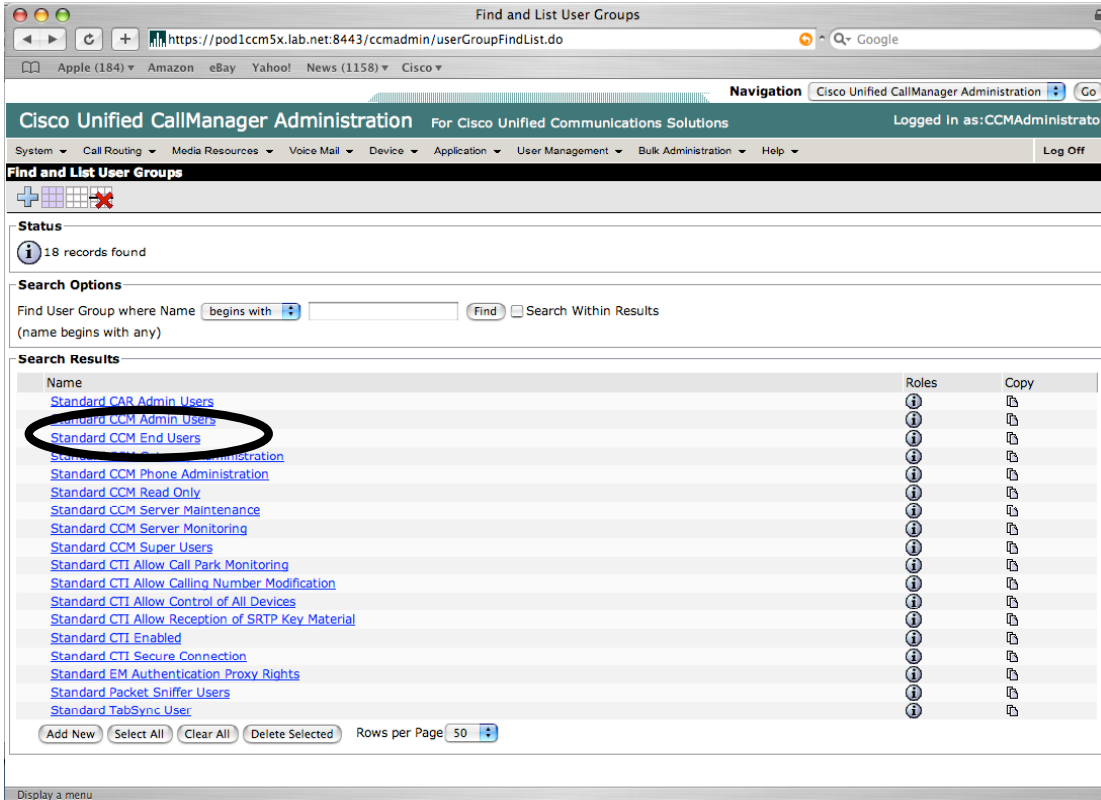 Find and List User Groups
https://pod1ccm5x.lab.net:8443/ccmadmin/userGroupFindList.do Google
Apple (184) Amazon eBay Yahoo! News (1158) Cisco
Navigation Cisco Unified CallManager Administration Go
Cisco Unified CallManager Administration For Cisco Unified Communications Solutions Logged in as:CCMAdministrato
System Call Routing Media Resources Voice Mail Device Application User Management Bulk Administration Help Log Off
Find and List User Groups
Status
18 records found
Search Options
Find User Group where Name begins with Find Search Within Results
(name begins with any)
Search Results
Name Roles Copy
Standard CAR Admin Users
Standard CCM Admin Users
Standard CCM End Users
Standard CCM
Standard CCM Phone Administration
Standard CCM Read Only
Standard CCM Server Maintenance
Standard CCM Server Monitoring
Standard CCM Super Users
Standard CTI Allow Call Park Monitoring
Standard CTI Allow Calling Number Modification
Standard CTI Allow Control of All Devices
Standard CTI Allow Reception of SRTP Key Material
Standard CTI Enabled
Standard CTI Secure Connection
Standard EM Authentication Proxy Rights
Standard Packet Sniffer Users
Standard TabSync User
Add New Select All Clear All Delete Selected Rows per Page 50
Display a menu